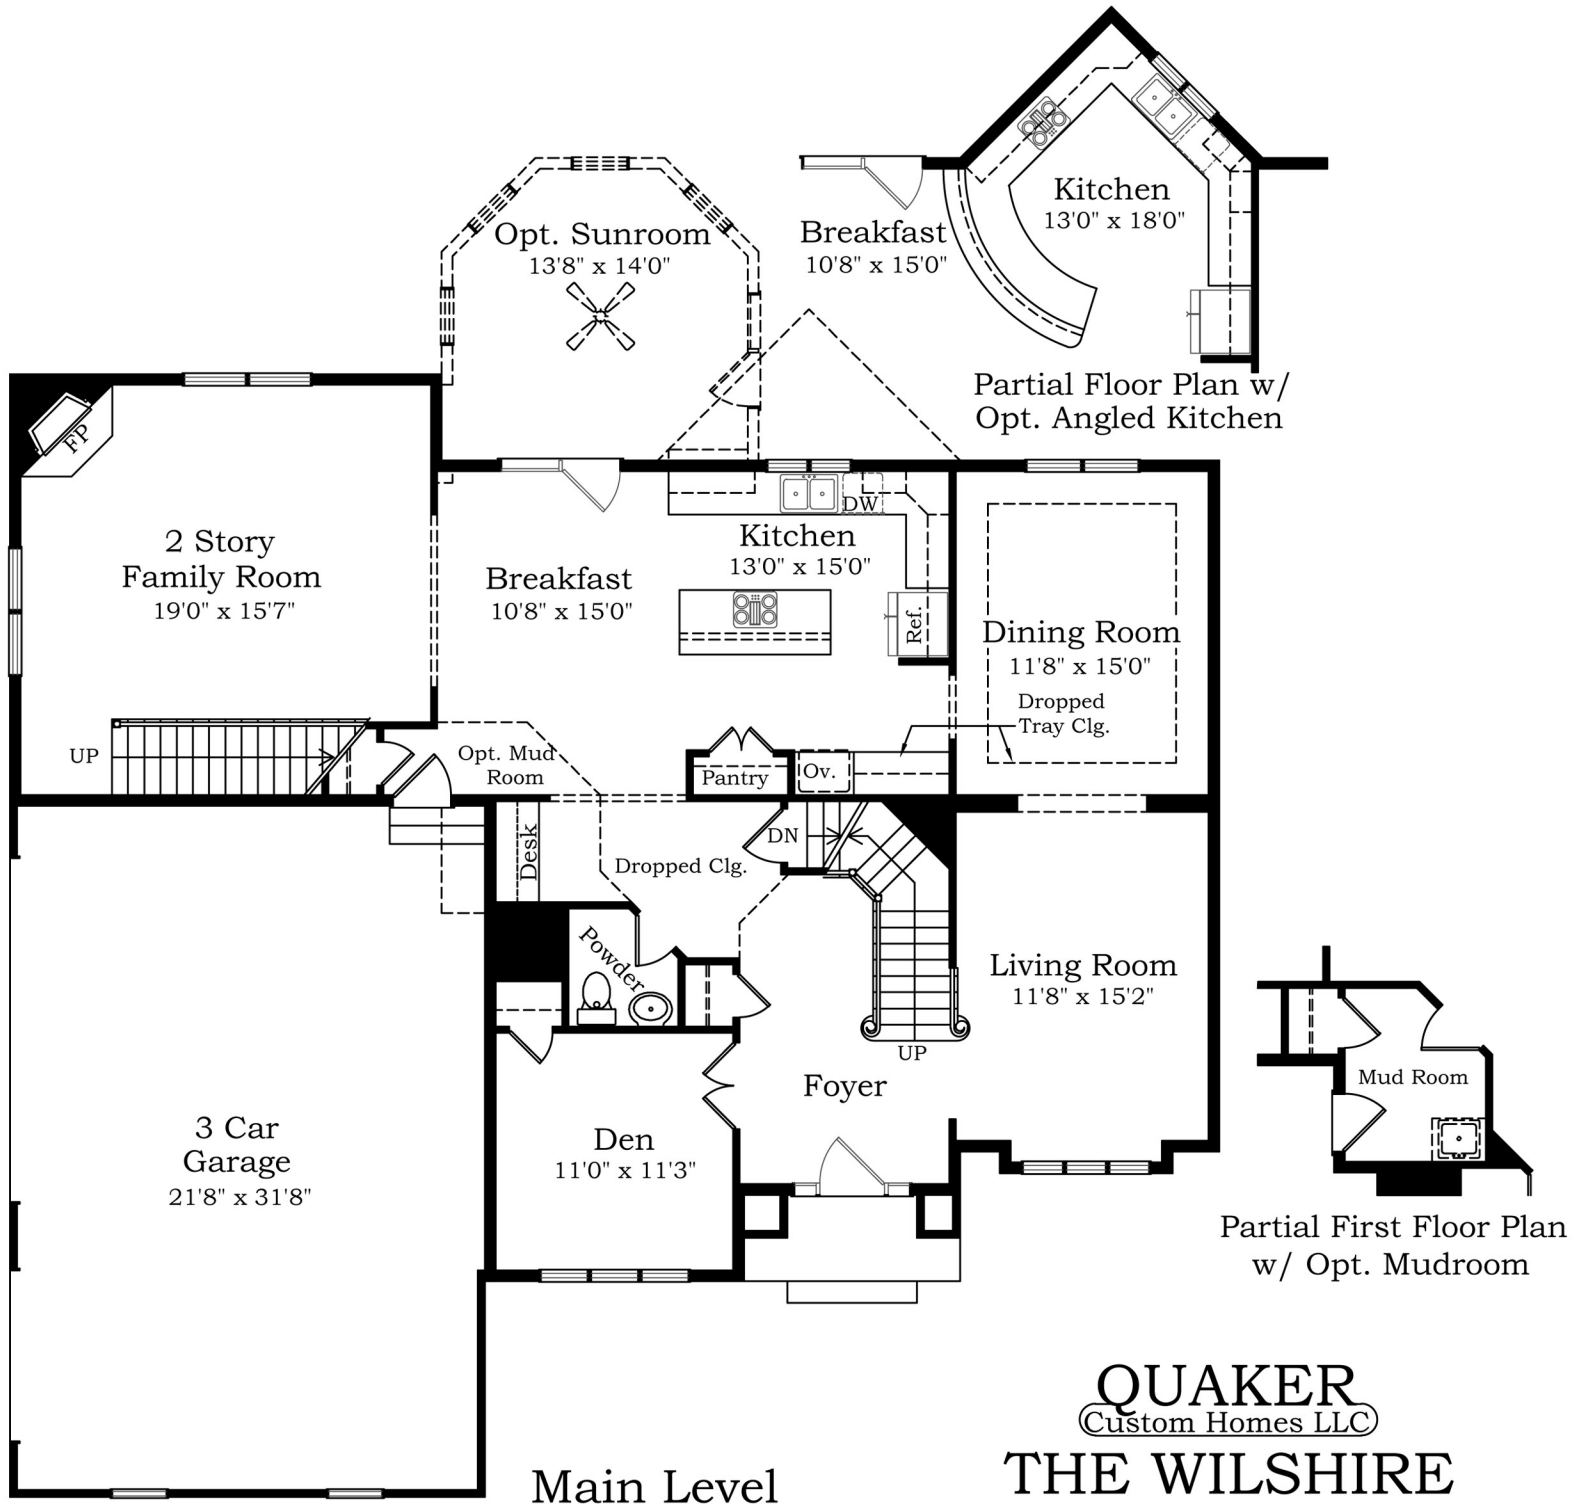 Kitchen
13'0" x 18'0"
Breakfast
10'8" x 15'0"
Partial Floor Plan w/
Opt. Angled Kitchen
Opt. Sunroom
13'8" x 14'0"
FP
2 Story
Family Room
19'0" x 15'7"
Breakfast
10'8" x 15'0"
DW
Kitchen
13'0" x 15'0"
Ref.
Dining Room
11'8" x 15'0"
Dropped
Tray Clg.
UP
Opt. Mud
Room
Pantry
Ov.
Desk
Dropped Clg.
DN
Powder
UP
Living Room
11'8" x 15'2"
Foyer
Den
11'0" x 11'3"
3 Car
Garage
21'8" x 31'8"
Mud Room
Partial First Floor Plan
w/ Opt. Mudroom
QUAKER
Custom Homes LLC
THE WILSHIRE
Main Level